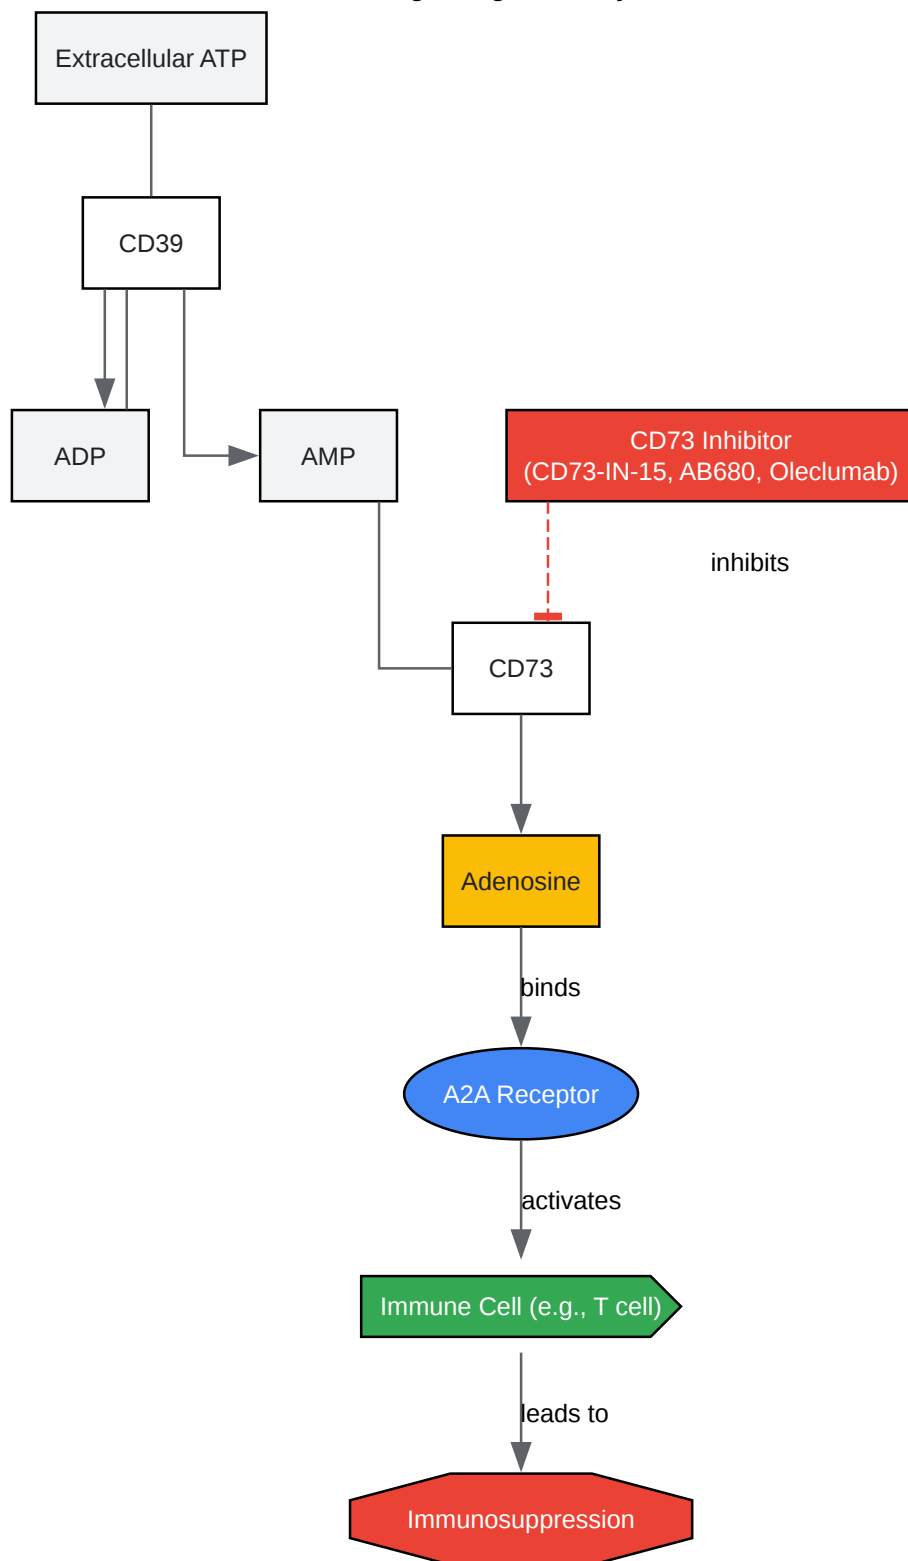 Extracellular ATP
CD39
ADP
AMP
CD73 Inhibitor
(CD73-IN-15, AB680, Oleclumab)
inhibits
CD73
Adenosine
binds
A2A Receptor
activates
Immune Cell (e.g., T cell)
leads to
Immunosuppression